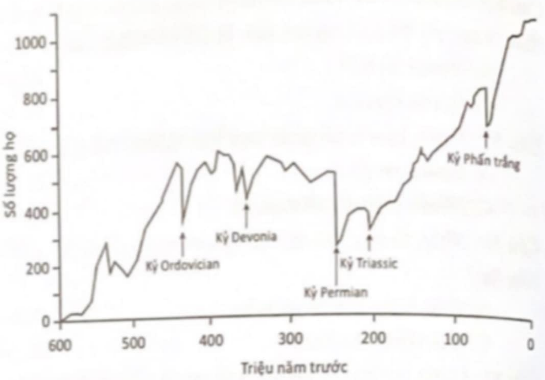 Số lượng họ
1000
800
600
400
200
0
Kỷ Ordovician
Kỷ Devonia
Kỷ Permian
Kỷ Triassic
Kỷ Phấn trắng
600
500
400
300
200
100
0
0
Triệu năm trước